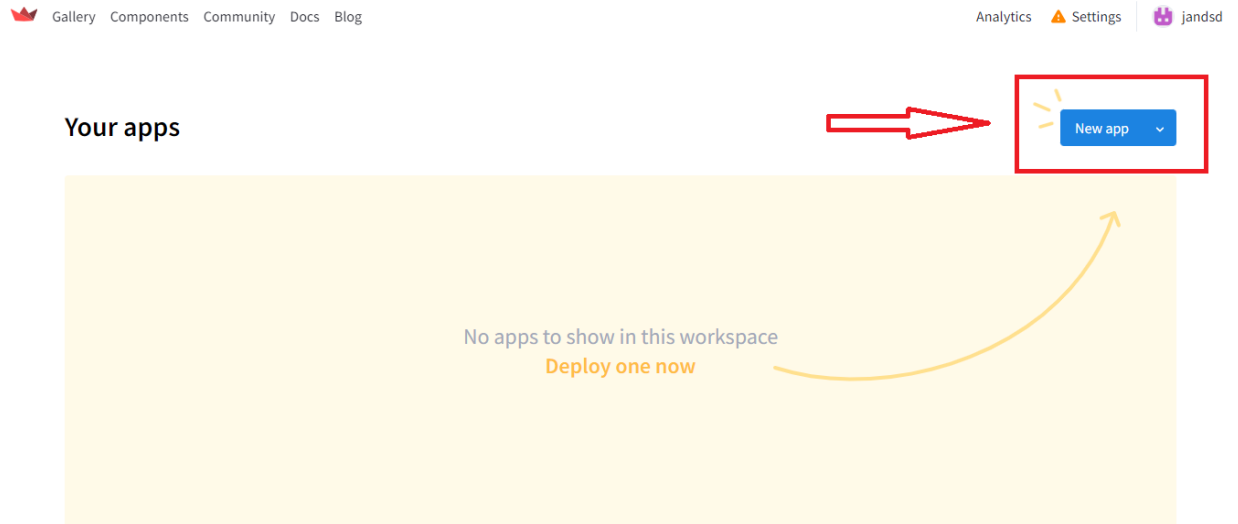 Gallery Components Community Docs Blog Analytics Settings jandsd
Your apps
New app
No apps to show in this workspace
Deploy one now